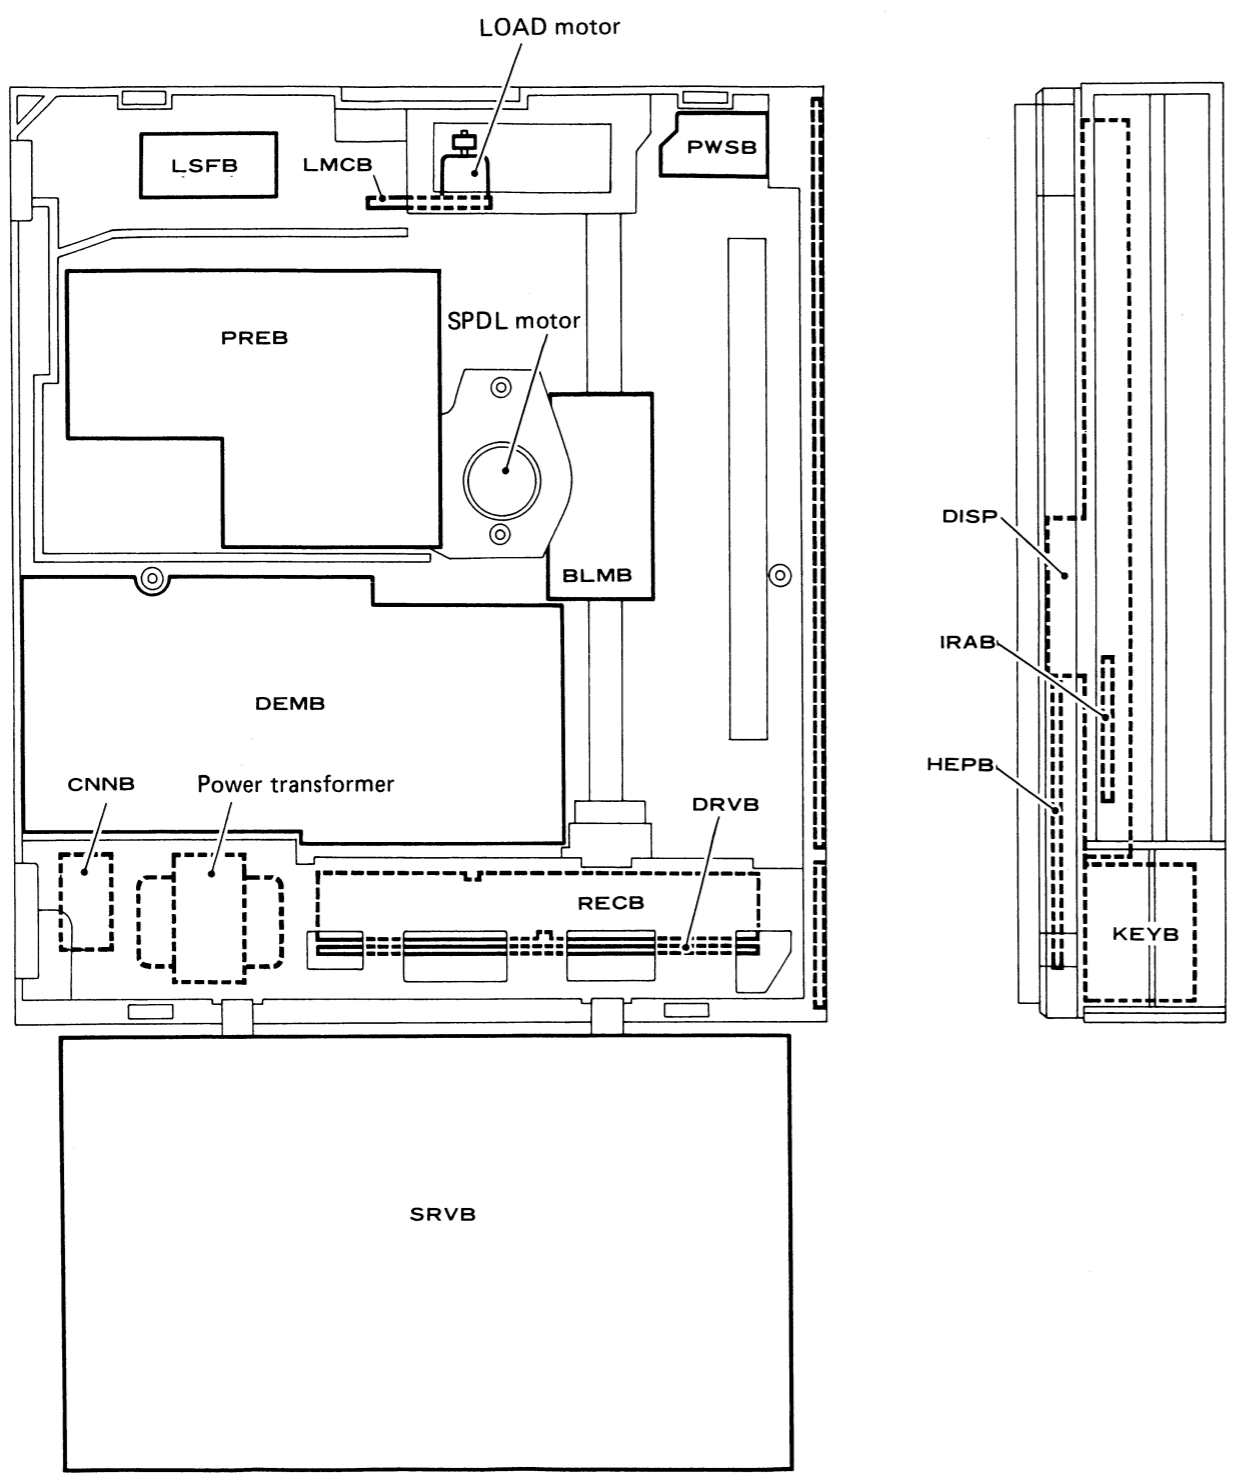 LOAD motor
LSFB
LMCB
PWSB
PREB
SPDL motor
BLMB
DEMB
CNNB
Power transformer
DRVB
RECB
SRVB
DISP
IRAB
HEPB
KEYB